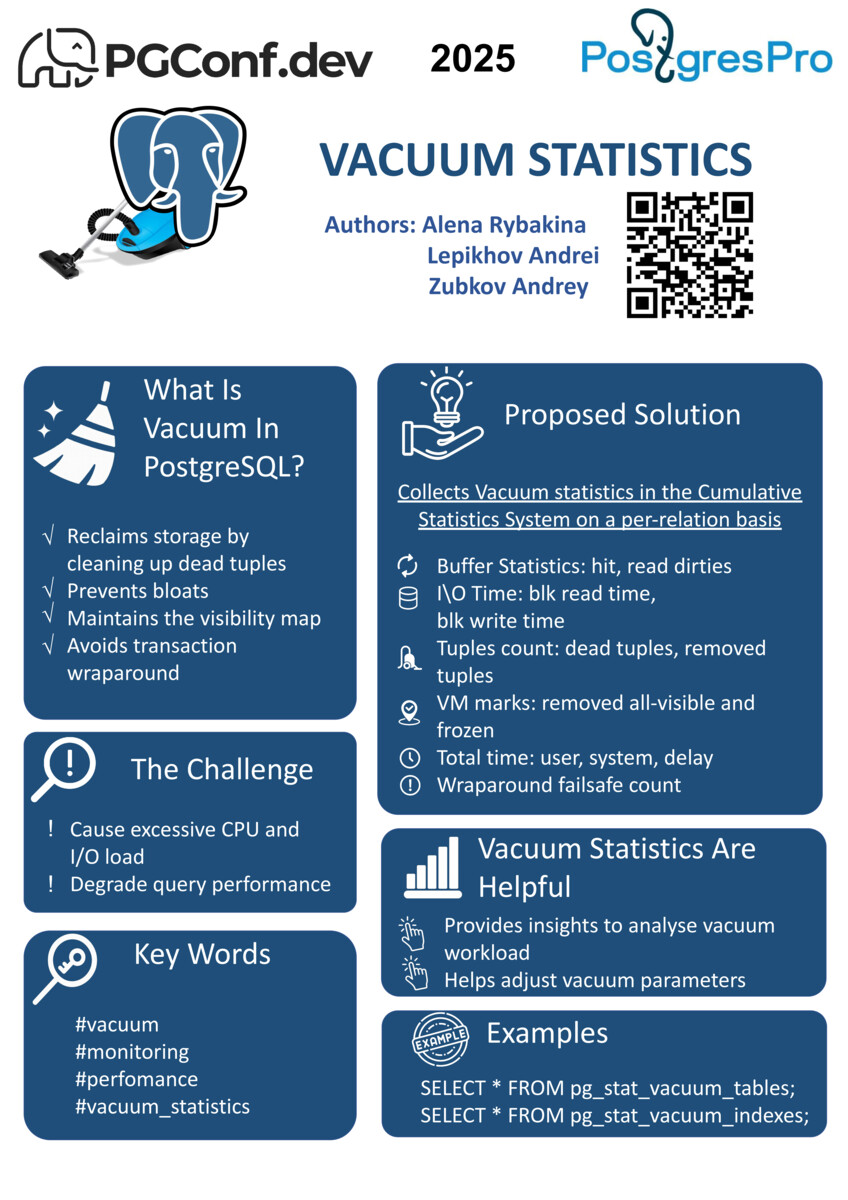 PGConf.dev
2025
PostgresPro
VACUUM STATISTICS
Authors: Alena Rybakina
Lepikhov Andrei
Zubkov Andrey
What Is
Vacuum In
PostgreSQL?
√ Reclaims storage by
cleaning up dead tuples
√ Prevents bloats
√ Maintains the visibility map
√ Avoids transaction
wraparound
The Challenge
! Cause excessive CPU and
I/O load
! Degrade query performance
Key Words
#vacuum
#monitoring
#perfomance
#vacuum_statistics
Proposed Solution
Collects Vacuum statistics in the Cumulative
Statistics System on a per-relation basis
Buffer Statistics: hit, read dirties
I\O Time: blk read time,
blk write time
Tuples count: dead tuples, removed
tuples
VM marks: removed all-visible and
frozen
Total time: user, system, delay
Wraparound failsafe count
Vacuum Statistics Are
Helpful
Provides insights to analyse vacuum
workload
Helps adjust vacuum parameters
EXAMPLE
Examples
SELECT * FROM pg_stat_vacuum_tables;
SELECT * FROM pg_stat_vacuum_indexes;